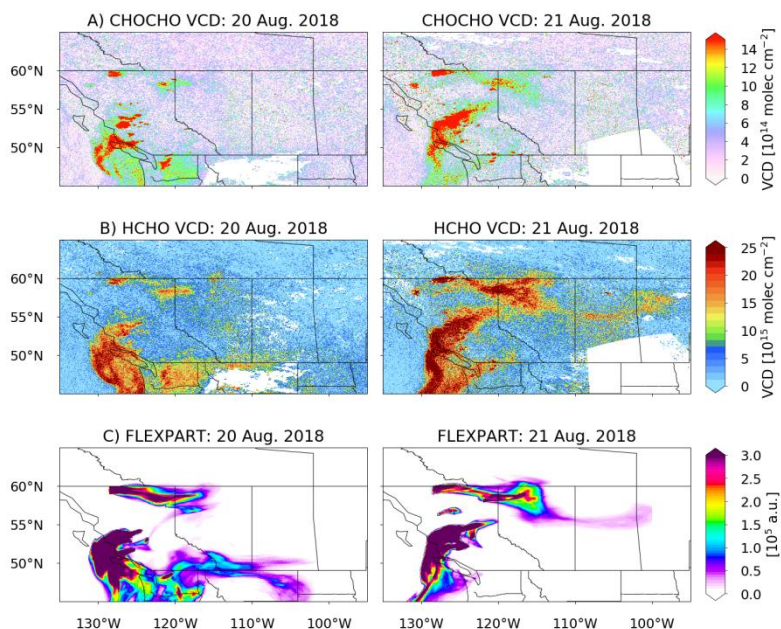 A) CHOCHO VCD: 20 Aug. 2018
CHOCHO VCD: 21 Aug. 2018
60°N
55°N
50°N
14
12
10
8
6
4
2
0
VCD [10¹⁴ molec cm⁻²]
B) HCHO VCD: 20 Aug. 2018
HCHO VCD: 21 Aug. 2018
60°N
55°N
50°N
25
20
15
10
5
0
VCD [10¹⁵ molec cm⁻²]
C) FLEXPART: 20 Aug. 2018
FLEXPART: 21 Aug. 2018
60°N
55°N
50°N
3.0
2.5
2.0
1.5
1.0
0.5
0.0
[10⁵ a.u.]
130°W 120°W 110°W 100°W
130°W 120°W 110°W 100°W